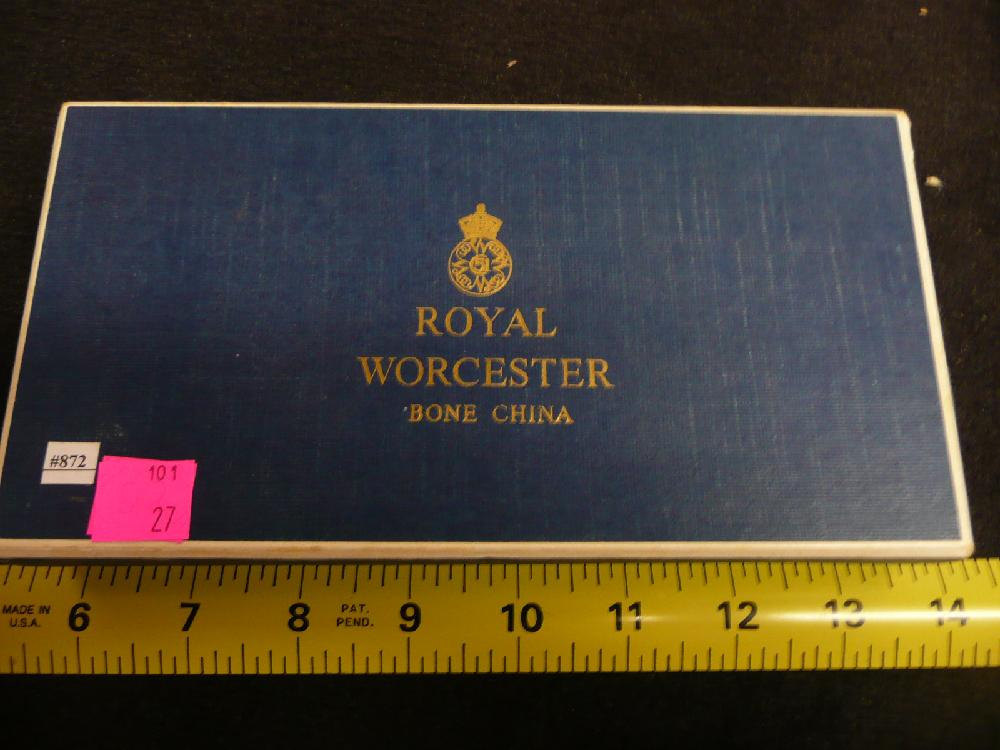 ROYAL
WORCESTER
BONE CHINA
#872
101
27
MADE IN
U.S.A.
6 7 8 PAT. PEND. 9 10 11 12 13 14